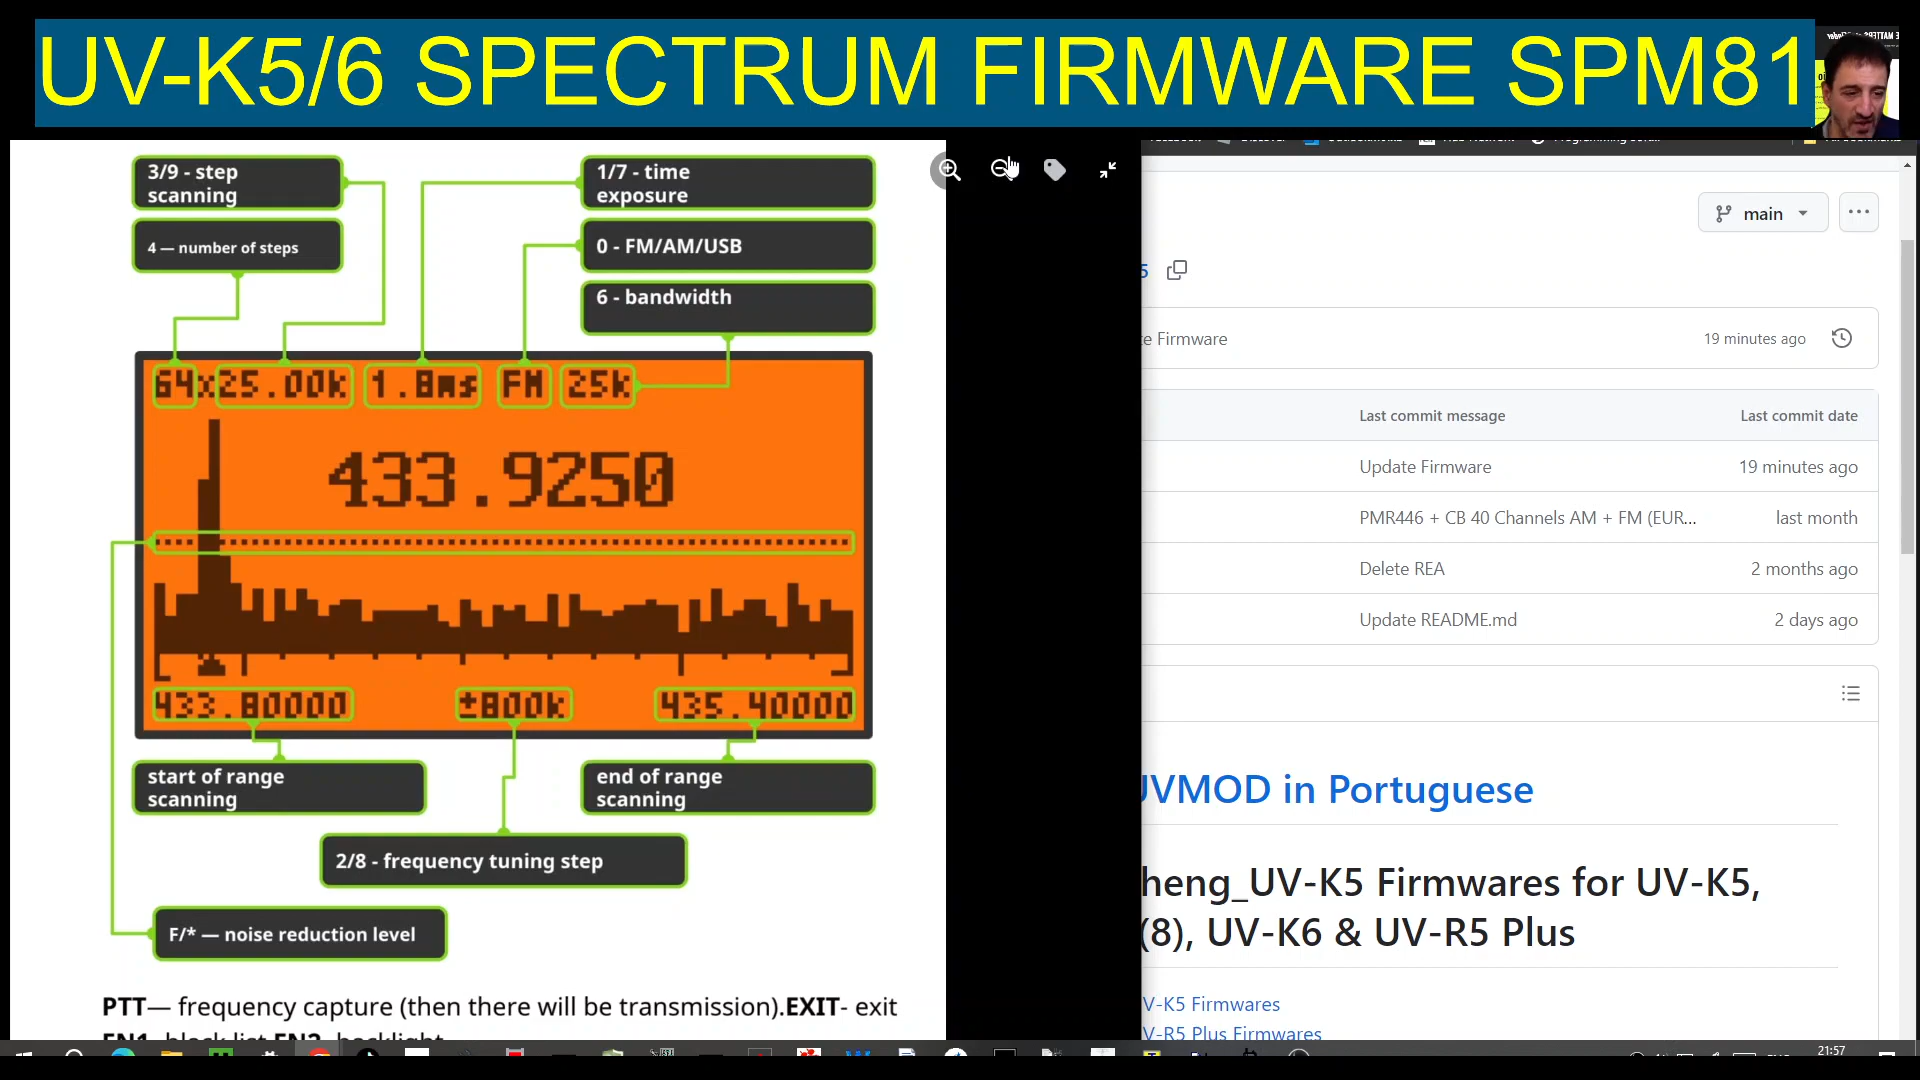 UV-K5/6 SPECTRUM FIRMWARE SPM81
3/9 - step
scanning
4 — number of steps
1/7 - time
exposure
0 - FM/AM/USB
6 - bandwidth
64x25.00k 1.8ms FM 25k
433.9250
433.80000 ±800k 435.40000
start of range
scanning
end of range
scanning
2/8 - frequency tuning step
F/* — noise reduction level
PTT— frequency capture (then there will be transmission).EXIT- exit
main
Firmware
19 minutes ago
Last commit message Last commit date
Update Firmware 19 minutes ago
PMR446 + CB 40 Channels AM + FM (EUR... last month
Delete REA 2 months ago
Update README.md 2 days ago
UVMOD in Portuguese
heng_UV-K5 Firmwares for UV-K5,
(8), UV-K6 & UV-R5 Plus
V-K5 Firmwares
V-R5 Plus Firmwares
21:57